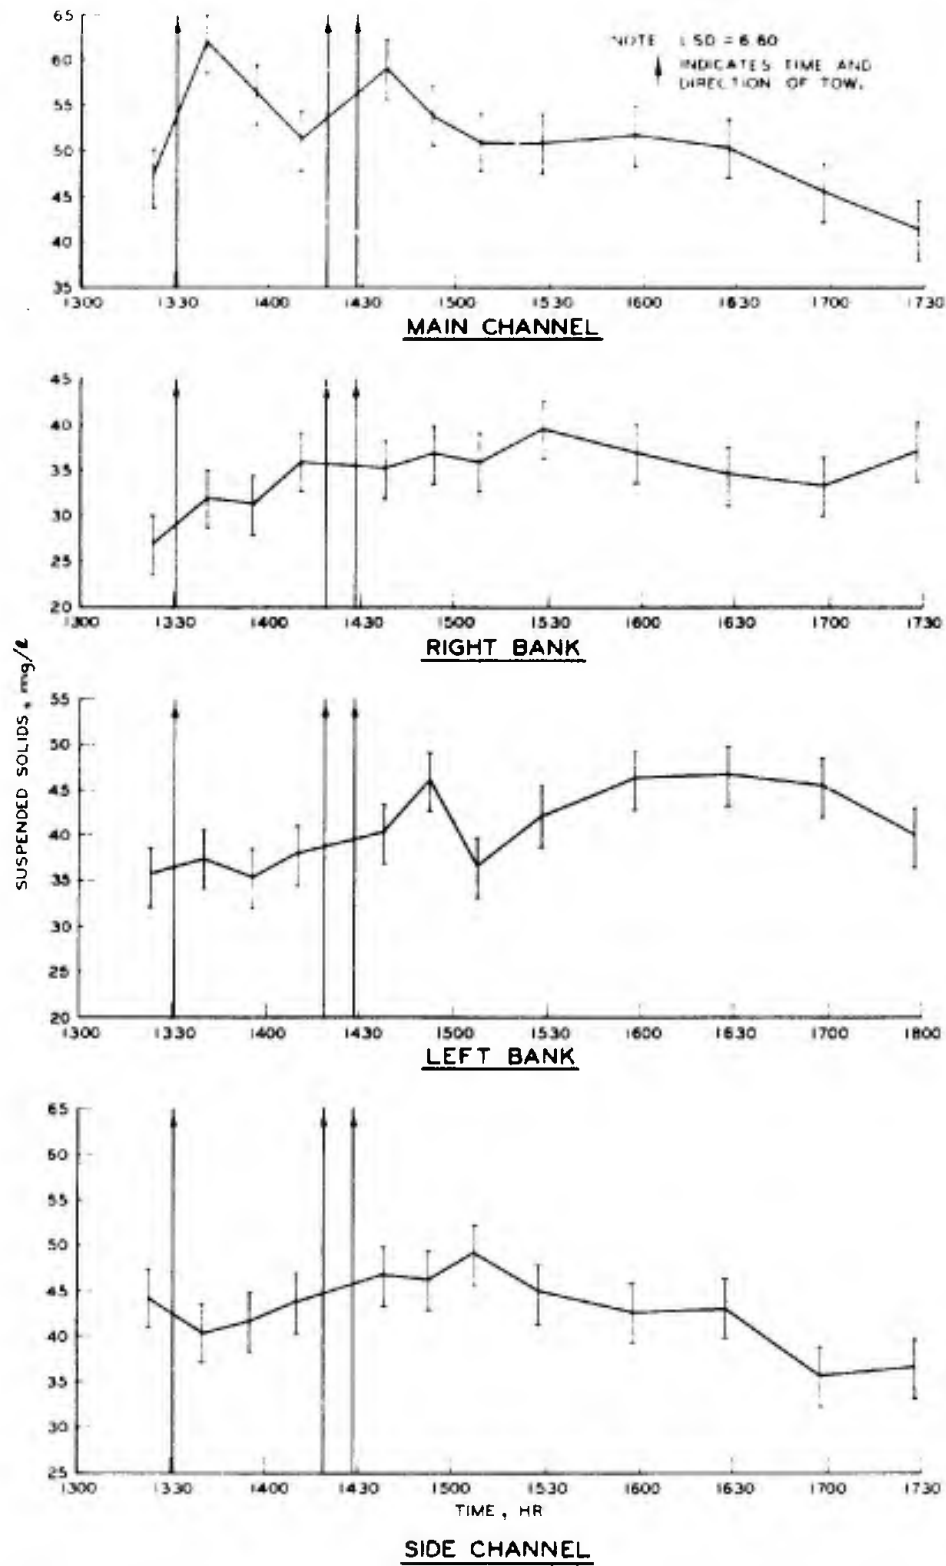 65
60
55
50
45
40
35
NOTE LSD = 6.60
INDICATES TIME AND
DIRECTION OF TOW.
1300 1330 1400 1430 1500 1530 1600 1630 1700 1730
MAIN CHANNEL
45
40
35
30
25
20
1300 1330 1400 1430 1500 1530 1600 1630 1700 1730
RIGHT BANK
SUSPENDED SOLIDS, mg/ℓ
55
50
45
40
35
30
25
20
1300 1330 1400 1430 1500 1530 1600 1630 1700 1800
LEFT BANK
65
60
55
50
45
40
35
30
25
1300 1330 1400 1430 1500 1530 1600 1630 1700 1730
TIME, HR
SIDE CHANNEL